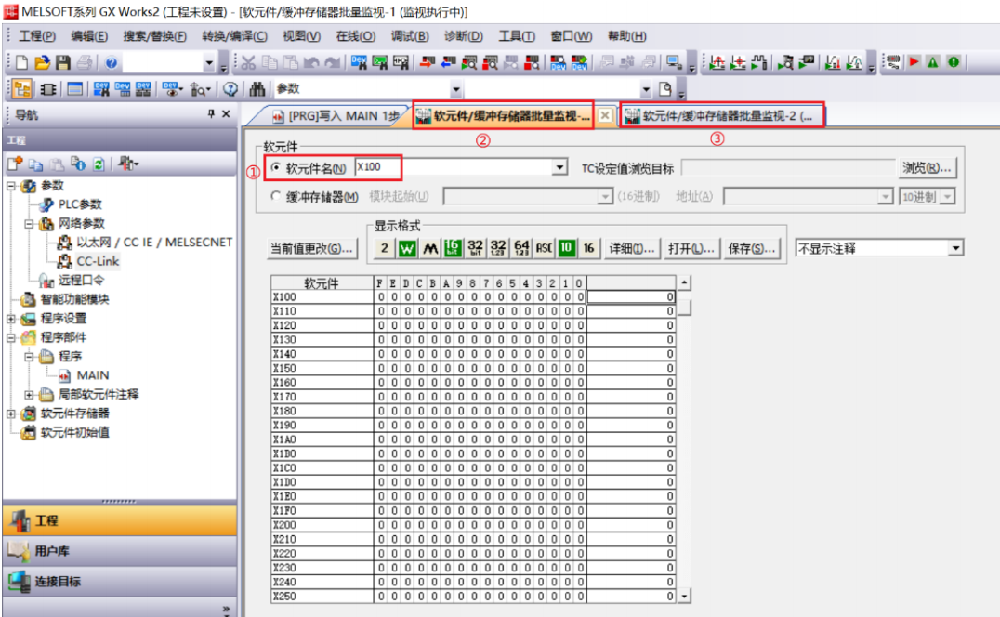 MELSOFT系列 GX Works2 (工程未设置) - [软元件/缓冲存储器批量监视-1 (监视执行中)]
工程(P) 编辑(E) 搜索/替换(F) 转换/编译(C) 视图(V) 在线(O) 调试(B) 诊断(D) 工具(T) 窗口(W) 帮助(H)
参数
导航
[PRG]写入 MAIN 1步
软元件/缓冲存储器批量监视-...
软元件/缓冲存储器批量监视-2 (...
②
③
工程
软元件
①
软元件名(N) X100
TC设定值浏览目标
浏览(R)...
缓冲存储器(M) 模块起始(U)
(16进制) 地址(A)
10进制
参数
PLC参数
网络参数
以太网 / CC IE / MELSECNET
CC-Link
远程口令
智能功能模块
程序设置
程序部件
程序
MAIN
局部软元件注释
软元件存储器
软元件初始值
显示格式
当前值更改(G)...
2 W M 16bit 32bit 32 1.23 64 1.23 ASC 10 16
详细(I)... 打开(L)... 保存(S)...
不显示注释
软元件 F E D C B A 9 8 7 6 5 4 3 2 1 0
X100 0 0 0 0 0 0 0 0 0 0 0 0 0 0 0 0 0
X110 0 0 0 0 0 0 0 0 0 0 0 0 0 0 0 0 0
X120 0 0 0 0 0 0 0 0 0 0 0 0 0 0 0 0 0
X130 0 0 0 0 0 0 0 0 0 0 0 0 0 0 0 0 0
X140 0 0 0 0 0 0 0 0 0 0 0 0 0 0 0 0 0
X150 0 0 0 0 0 0 0 0 0 0 0 0 0 0 0 0 0
X160 0 0 0 0 0 0 0 0 0 0 0 0 0 0 0 0 0
X170 0 0 0 0 0 0 0 0 0 0 0 0 0 0 0 0 0
X180 0 0 0 0 0 0 0 0 0 0 0 0 0 0 0 0 0
X190 0 0 0 0 0 0 0 0 0 0 0 0 0 0 0 0 0
X1A0 0 0 0 0 0 0 0 0 0 0 0 0 0 0 0 0 0
X1B0 0 0 0 0 0 0 0 0 0 0 0 0 0 0 0 0 0
X1C0 0 0 0 0 0 0 0 0 0 0 0 0 0 0 0 0 0
X1D0 0 0 0 0 0 0 0 0 0 0 0 0 0 0 0 0 0
X1E0 0 0 0 0 0 0 0 0 0 0 0 0 0 0 0 0 0
X1F0 0 0 0 0 0 0 0 0 0 0 0 0 0 0 0 0 0
X200 0 0 0 0 0 0 0 0 0 0 0 0 0 0 0 0 0
X210 0 0 0 0 0 0 0 0 0 0 0 0 0 0 0 0 0
X220 0 0 0 0 0 0 0 0 0 0 0 0 0 0 0 0 0
X230 0 0 0 0 0 0 0 0 0 0 0 0 0 0 0 0 0
X240 0 0 0 0 0 0 0 0 0 0 0 0 0 0 0 0 0
X250 0 0 0 0 0 0 0 0 0 0 0 0 0 0 0 0 0
工程
用户库
连接目标